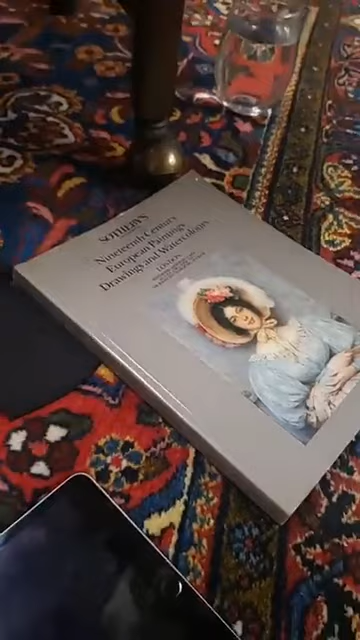 SOTHEBY'S
Nineteenth Century
European Paintings
Drawings and Watercolours
LONDON